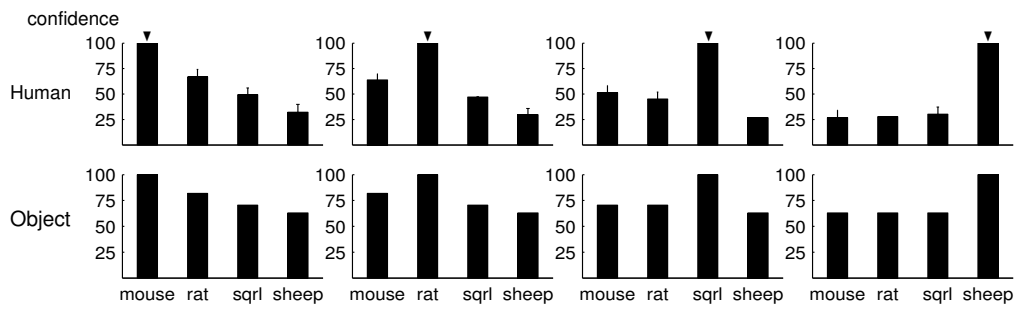 confidence
Human
100 75 50 25 100 75 50 25 100 75 50 25 100 75 50 25
Object
100 75 50 25 100 75 50 25 100 75 50 25 100 75 50 25
mouse rat sqrl sheep mouse rat sqrl sheep mouse rat sqrl sheep mouse rat sqrl sheep